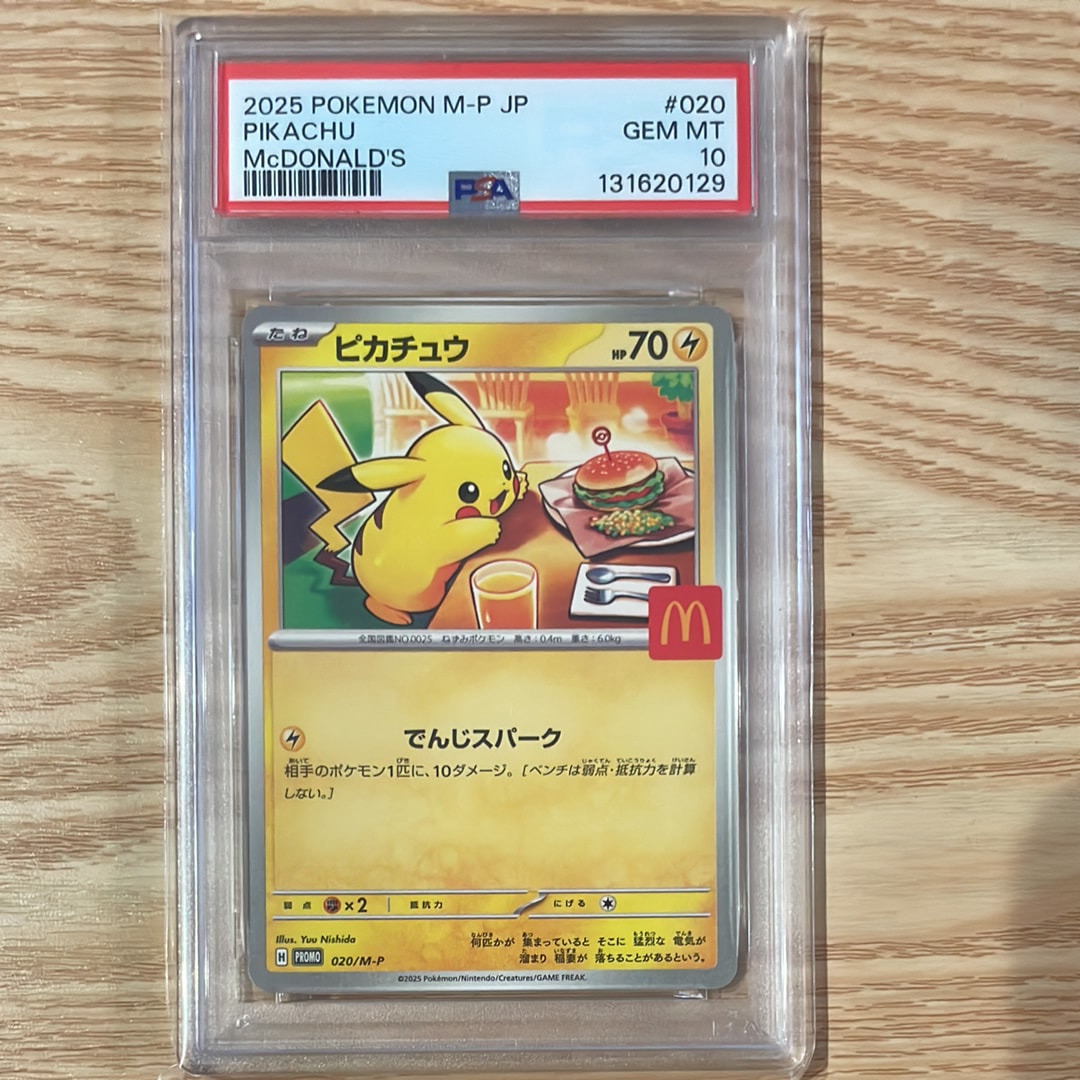 2025 POKEMON M-P JP #020
PIKACHU GEM MT
McDONALD'S 10
PSA 131620129
たね ピカチュウ HP70
全国図鑑NO.0025 ねずみポケモン 高さ:0.4m 重さ:6.0kg
M
でんじスパーク
相手のポケモン1匹に、10ダメージ。[ベンチは弱点・抵抗力を計算
しない。]
弱点 ×2 抵抗力 にげる
Illus. Yuu Nishida
何匹かが 集まっていると そこに 猛烈な 電気が
溜まり 稲妻が 落ちることがあるという。
H PROMO 020/M-P
©2025 Pokémon/Nintendo/Creatures/GAME FREAK.